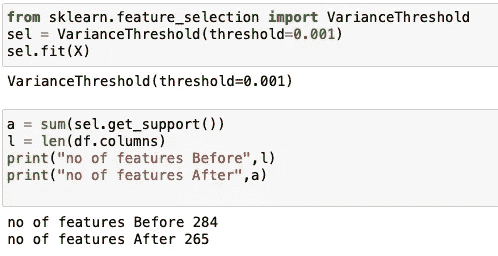 from sklearn.feature_selection import VarianceThreshold
sel = VarianceThreshold(threshold=0.001)
sel.fit(X)
VarianceThreshold(threshold=0.001)
a = sum(sel.get_support())
l = len(df.columns)
print("no of features Before",l)
print("no of features After",a)
no of features Before 284
no of features After 265